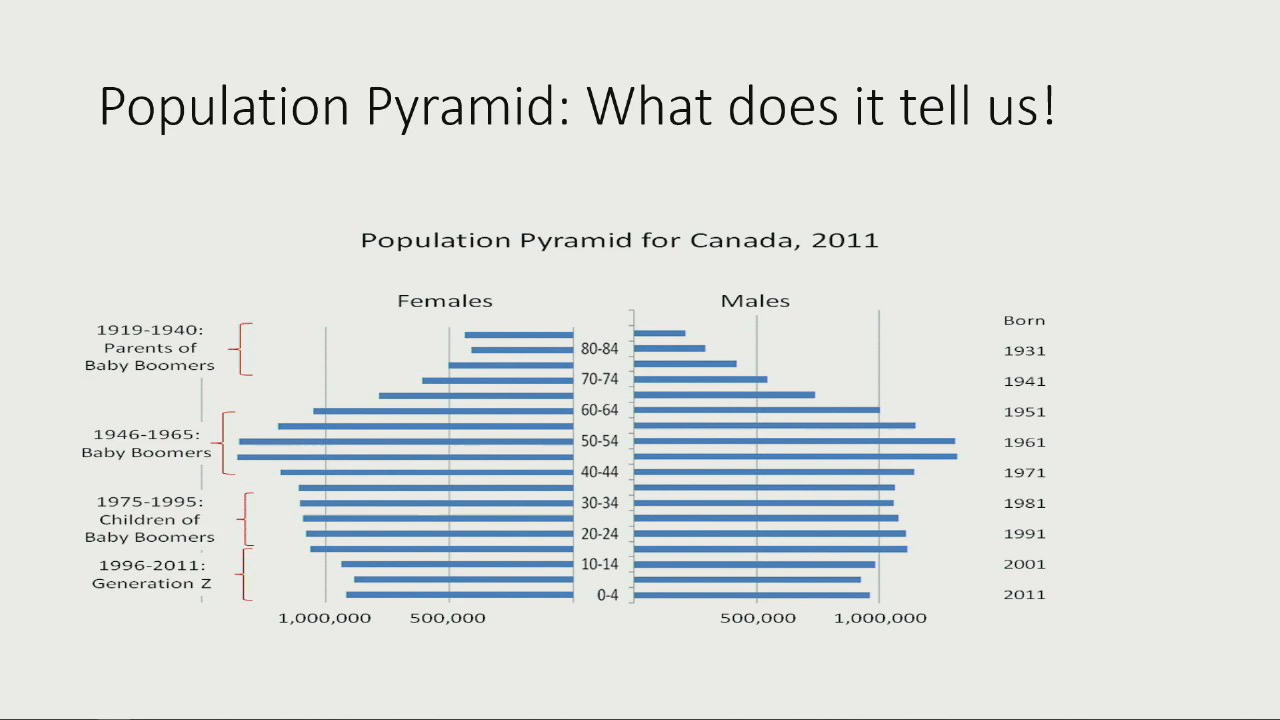 Population Pyramid: What does it tell us!
Population Pyramid for Canada, 2011
Females
Males
Born
1919-1940:
Parents of
Baby Boomers
1946-1965:
Baby Boomers
1975-1995:
Children of
Baby Boomers
1996-2011:
Generation Z
80-84
70-74
60-64
50-54
40-44
30-34
20-24
10-14
0-4
1931
1941
1951
1961
1971
1981
1991
2001
2011
1,000,000
500,000
500,000
1,000,000